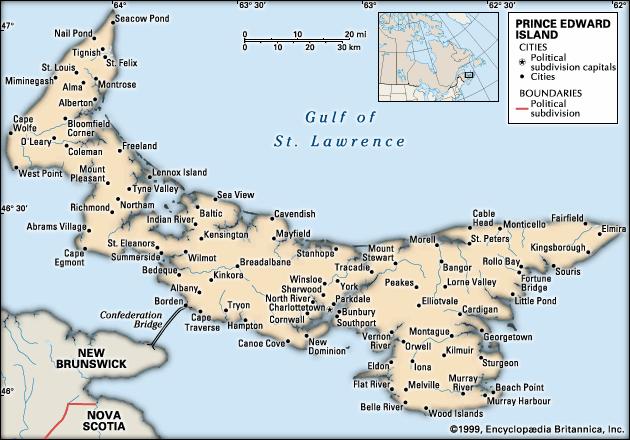 64°
63° 30'
63°
62° 30'
62°
47°
46° 30'
46°
0 10 20 mi
0 10 20 30 km
PRINCE EDWARD
ISLAND
CITIES
Political
subdivision capitals
Cities
BOUNDARIES
Political
subdivision
Gulf of
St. Lawrence
Seacow Pond
Nail Pond
Tignish
St. Felix
St. Louis
Miminegash
Alma
Montrose
Alberton
Cape
Wolfe
Bloomfield
Corner
O'Leary
Coleman
Freeland
West Point
Mount
Pleasant
Lennox Island
Tyne Valley
Sea View
Northam
Richmond
Baltic
Indian River
Cavendish
Abrams Village
Kensington
Mayfield
St. Eleanors
Summerside
Cape
Egmont
Wilmot
Stanhope
Bedeque
Breadalbane
Kinkora
Albany
Borden
Confederation
Bridge
Cape
Traverse
Tryon
Hampton
Winsloe
Sherwood
York
North River
Parkdale
Charlottetown
Cornwall
Bunbury
Southport
Canoe Cove
New
Dominion
Tracadie
Mount
Stewart
Morell
Cable
Head
Monticello
St. Peters
Fairfield
Elmira
Kingsborough
Rollo Bay
Souris
Bangor
Fortune
Bridge
Peakes
Lorne Valley
Little Pond
Elliotvale
Cardigan
Vernon
River
Montague
Georgetown
Orwell
Kilmuir
Eldon
Iona
Sturgeon
Flat River
Melville
Murray
River
Beach Point
Murray Harbour
Belle River
Wood Islands
NEW
BRUNSWICK
NOVA
SCOTIA
©1999, Encyclopædia Britannica, Inc.